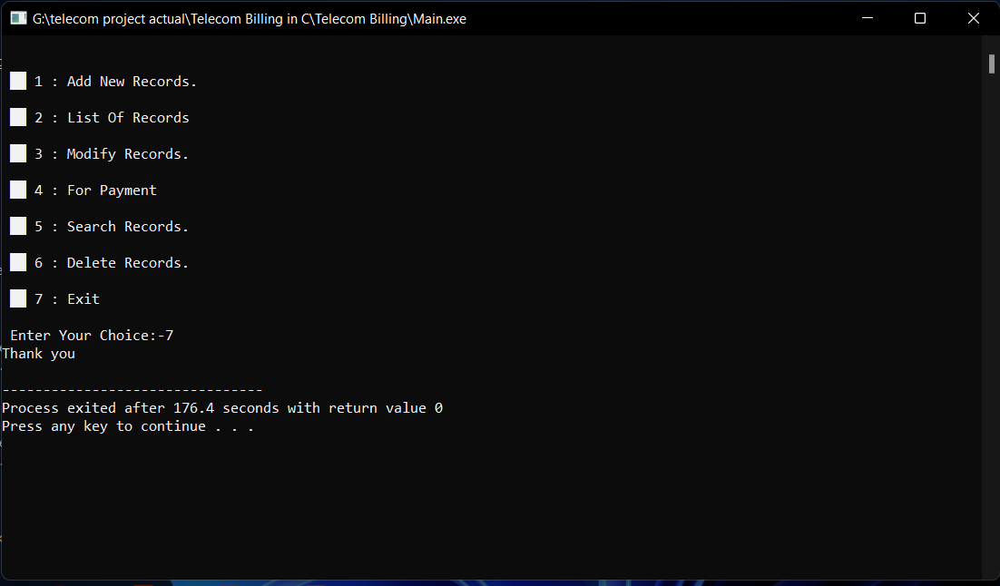 G:\telecom project actual\Telecom Billing in C\Telecom Billing\Main.exe
1 : Add New Records.
2 : List Of Records
3 : Modify Records.
4 : For Payment
5 : Search Records.
6 : Delete Records.
7 : Exit
Enter Your Choice:-7
Thank you
--------------------------------
Process exited after 176.4 seconds with return value 0
Press any key to continue . . .